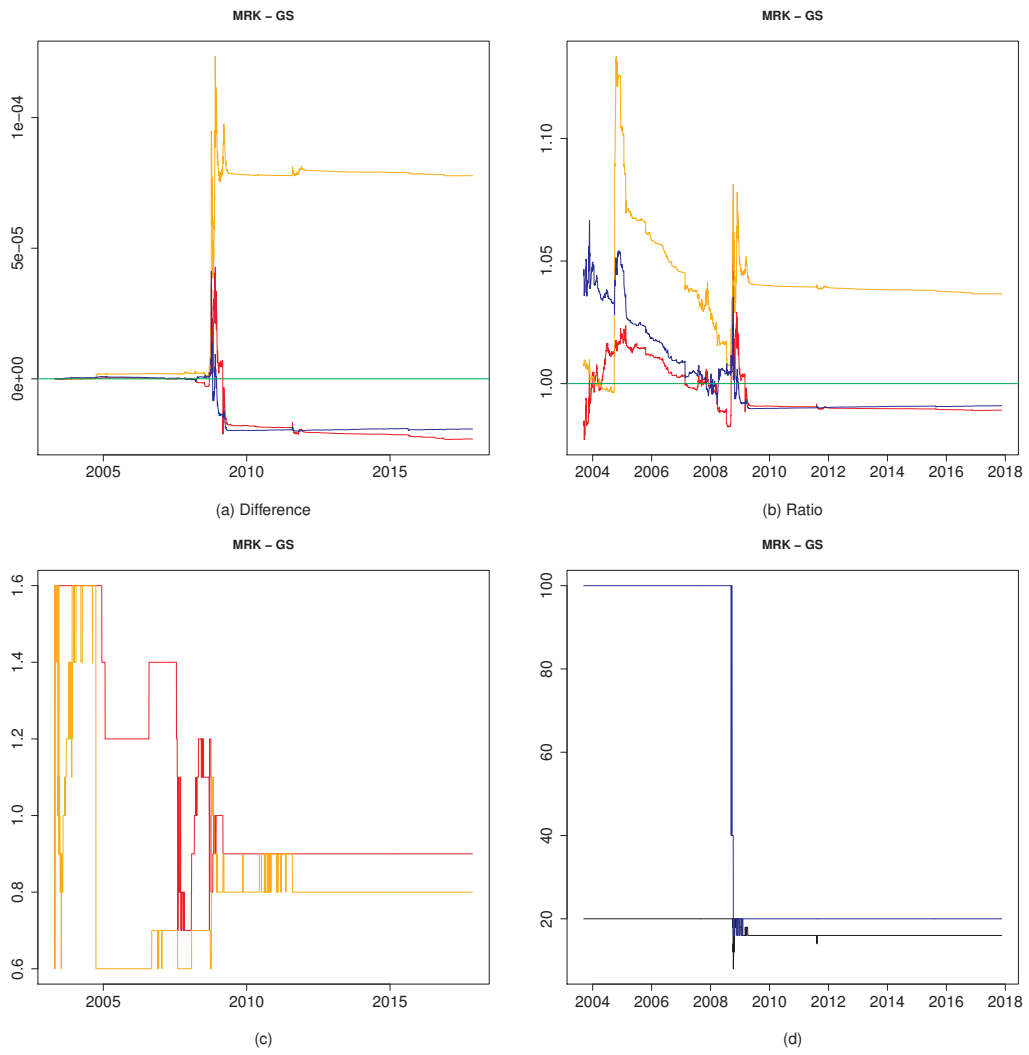 MRK – GS
MRK – GS
1e−04
5e−05
0e+00
2005 2010 2015
1.10
1.05
1.00
2004 2006 2008 2010 2012 2014 2016 2018
(a) Difference
(b) Ratio
MRK – GS
MRK – GS
1.6
1.4
1.2
1.0
0.8
0.6
2005 2010 2015
100
80
60
40
20
2004 2006 2008 2010 2012 2014 2016 2018
(c)
(d)